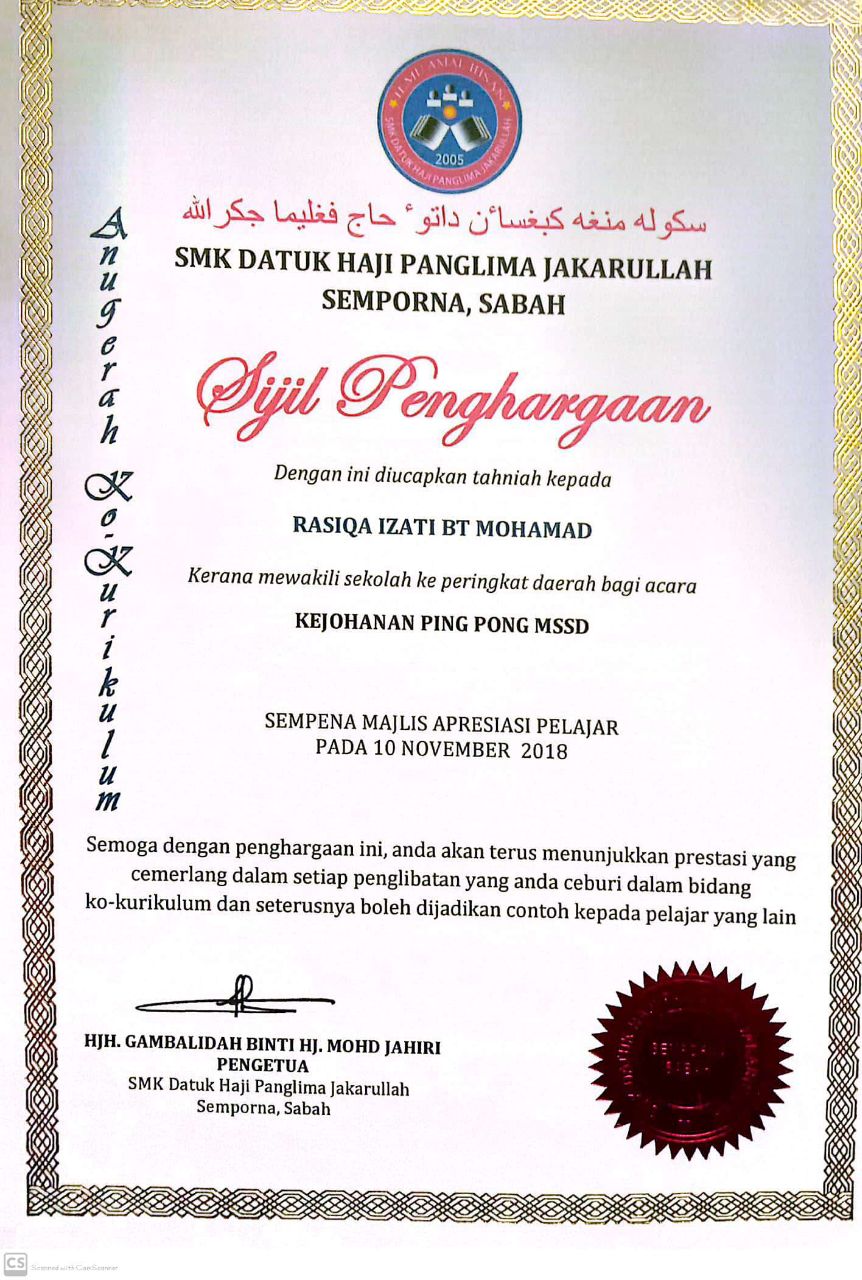 ILMU AMAL IHSAN
SMK DATUK HAJI PANGLIMA JAKARULLAH
2005
سكوله منغه كبغساءن داتوء حاج فغليما جكر الله
SMK DATUK HAJI PANGLIMA JAKARULLAH
SEMPORNA, SABAH
Anugerah Ko-Kurikulum
Sijil Penghargaan
Dengan ini diucapkan tahniah kepada
RASIQA IZATI BT MOHAMAD
Kerana mewakili sekolah ke peringkat daerah bagi acara
KEJOHANAN PING PONG MSSD
SEMPENA MAJLIS APRESIASI PELAJAR
PADA 10 NOVEMBER 2018
Semoga dengan penghargaan ini, anda akan terus menunjukkan prestasi yang
cemerlang dalam setiap penglibatan yang anda ceburi dalam bidang
ko-kurikulum dan seterusnya boleh dijadikan contoh kepada pelajar yang lain
HJH. GAMBALIDAH BINTI HJ. MOHD JAHIRI
PENGETUA
SMK Datuk Haji Panglima Jakarullah
Semporna, Sabah
CS
Scanned with CamScanner